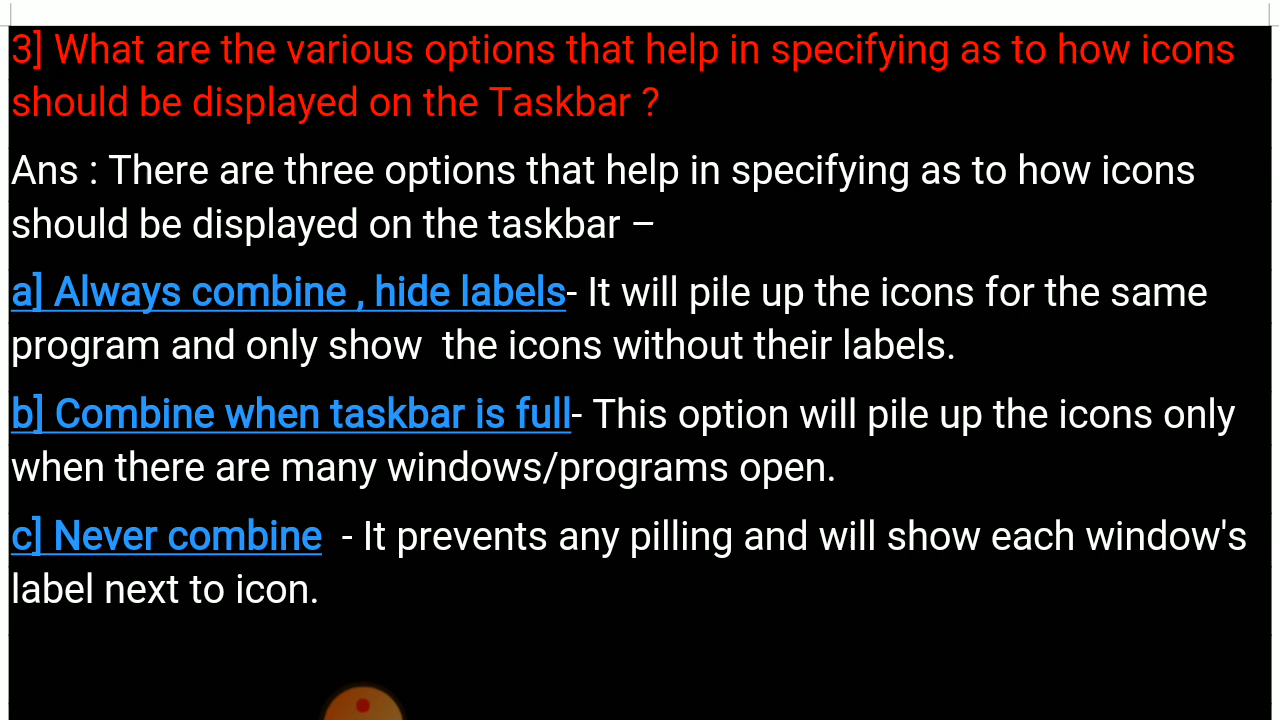 3] What are the various options that help in specifying as to how icons
should be displayed on the Taskbar ?
Ans : There are three options that help in specifying as to how icons
should be displayed on the taskbar –
a] Always combine , hide labels- It will pile up the icons for the same
program and only show  the icons without their labels.
b] Combine when taskbar is full- This option will pile up the icons only
when there are many windows/programs open.
c] Never combine  - It prevents any pilling and will show each window's
label next to icon.